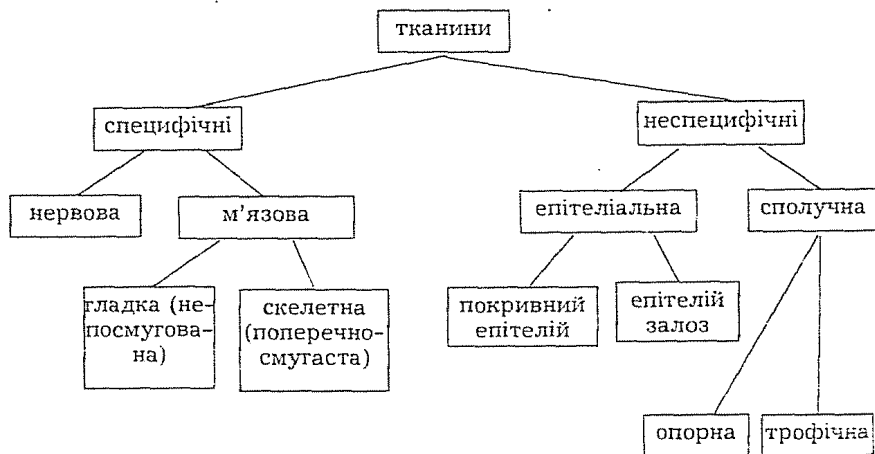 тканини
специфічні
неспецифічні
нервова
м'язова
епітеліальна
сполучна
гладка (не-
посмугова-
на)
скелетна
(поперечно-
смугаста)
покривний
епітелій
епітелій
залоз
опорна
трофічна